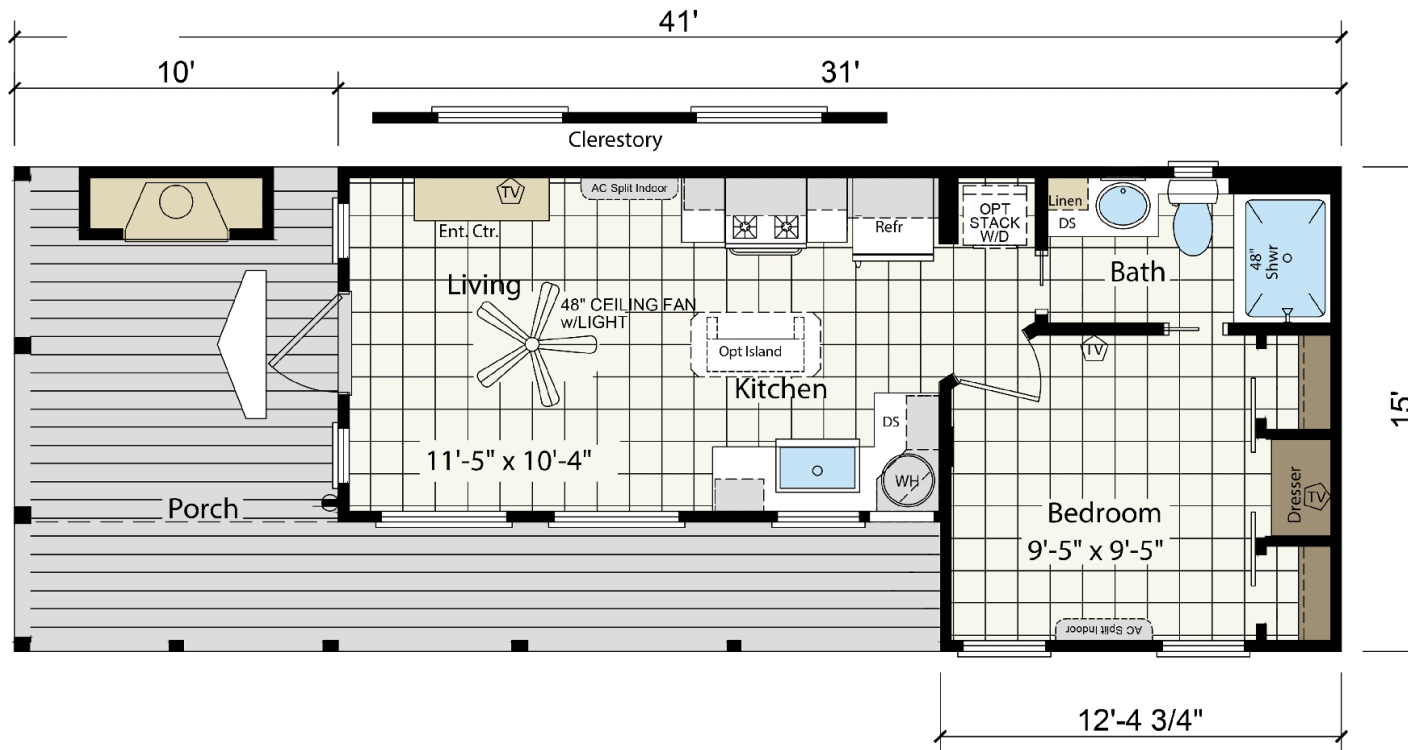 41'
10'
31'
Clerestory
TV
AC Split Indoor
Ent. Ctr.
Refr
OPT
STACK
W/D
Linen
DS
Living
48" CEILING FAN
w/LIGHT
Bath
48"
Shwr
Opt Island
TV
Kitchen
DS
15'
11'-5" x 10'-4"
WH
Porch
Bedroom
9'-5" x 9'-5"
Dresser
TV
AC Split Indoor
12'-4 3/4"